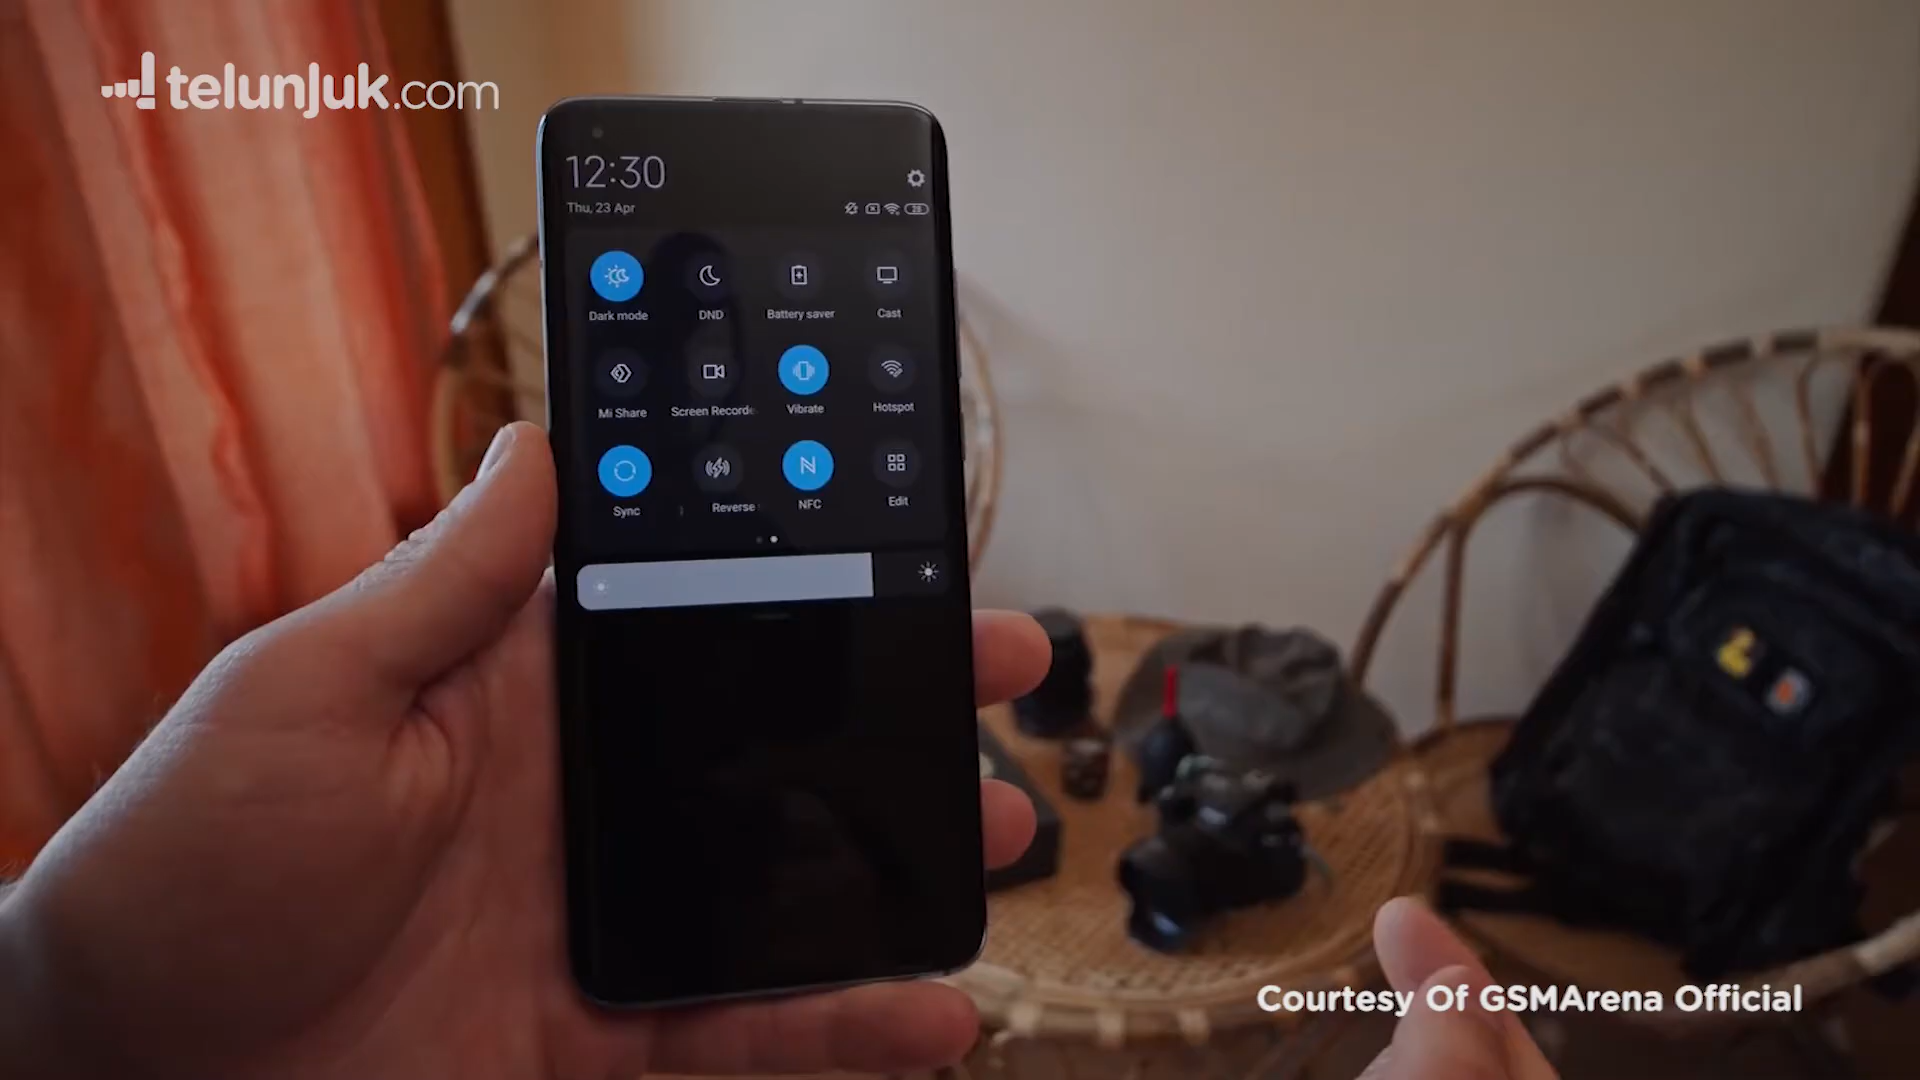 telunjuk.com
12:30
Thu, 23 Apr
28
Dark mode
DND
Battery saver
Cast
Mi Share
Screen Recorde
Vibrate
Hotspot
Sync
Reverse
NFC
Edit
Courtesy Of GSMArena Official